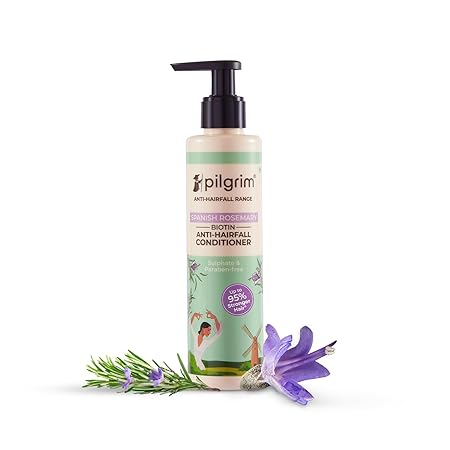 pilgrim®
ANTI-HAIRFALL RANGE
SPANISH ROSEMARY
BIOTIN
ANTI-HAIRFALL
CONDITIONER
Sulphate &
Paraben-free
Up to
95%
Stronger
Hair*